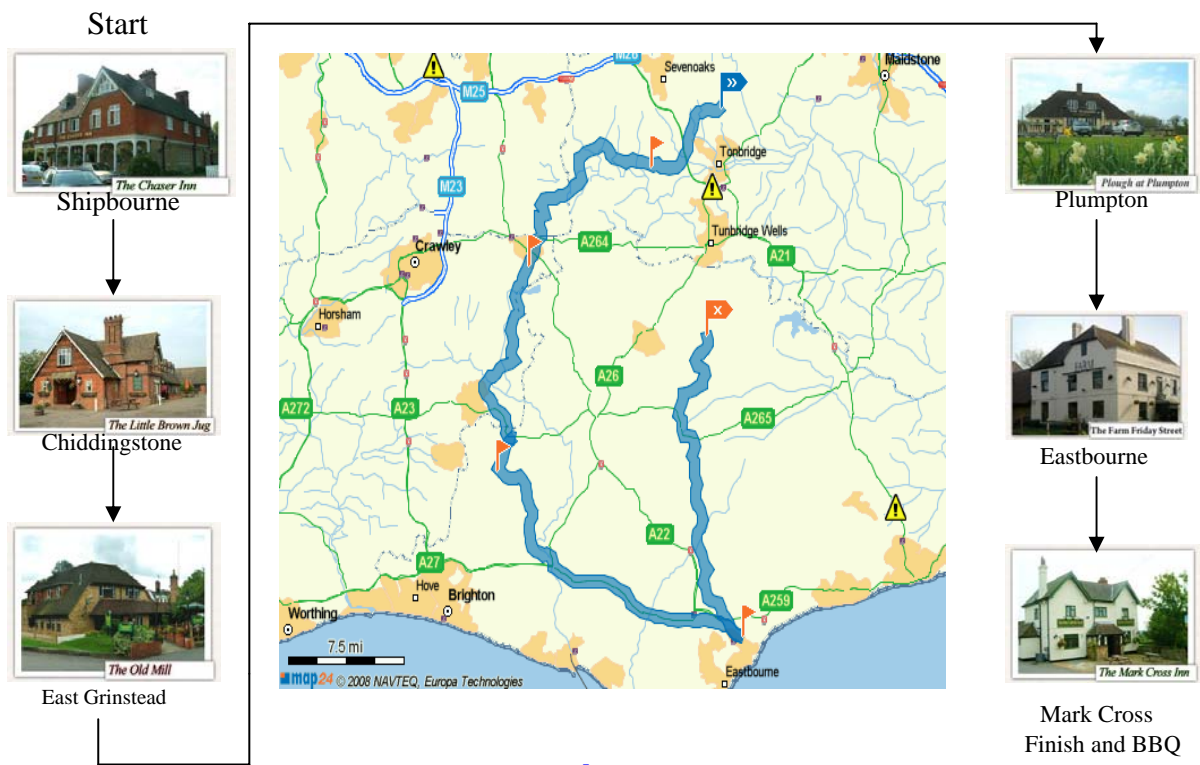 Start
The Chaser Inn
Shipbourne
The Little Brown Jug
Chiddingstone
The Old Mill
East Grinstead
Sevenoaks
Maidstone
M25
Tonbridge
M23
Crawley
A264
Tunbridge Wells
A21
Horsham
A26
A272
A23
A265
A22
A27
Hove
Brighton
A259
Worthing
7.5 mi
Eastbourne
map24 © 2008 NAVTEQ, Europa Technologies
Plough at Plumpton
Plumpton
The Farm Friday Street
Eastbourne
The Mark Cross Inn
Mark Cross
Finish and BBQ